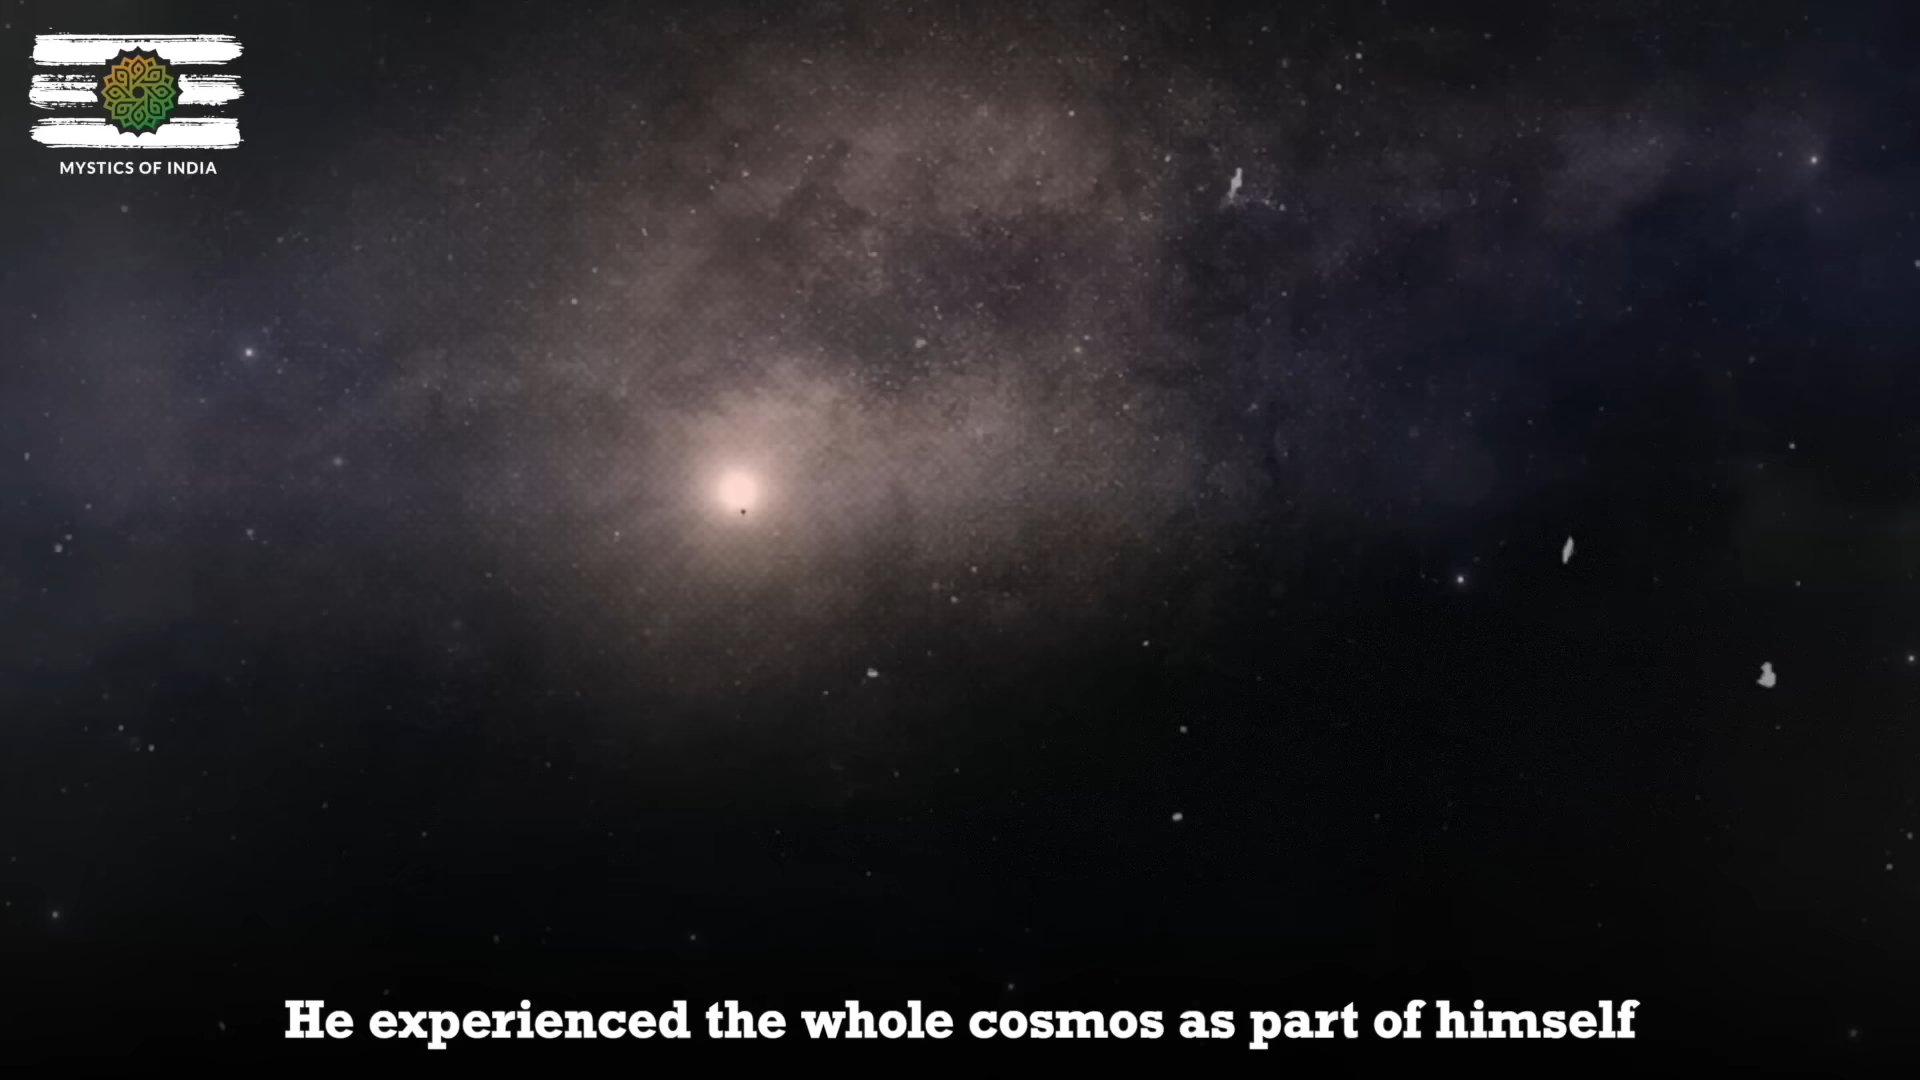 MYSTICS OF INDIA
He experienced the whole cosmos as part of himself